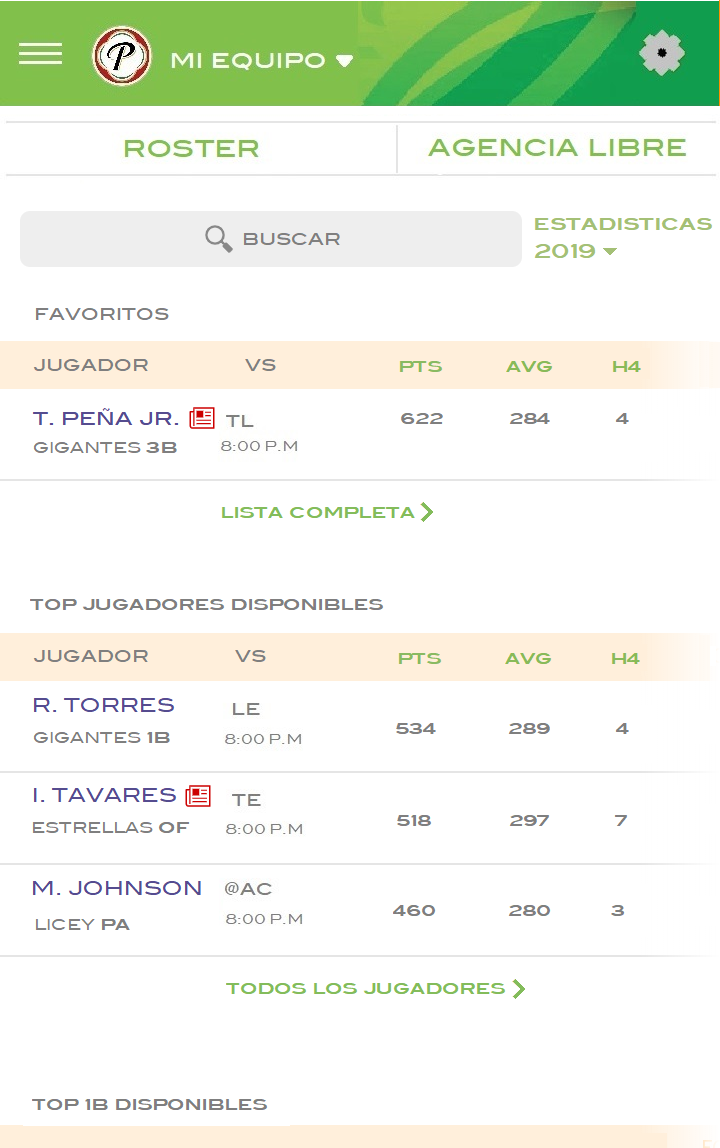 P
MI EQUIPO
ROSTER
AGENCIA LIBRE
BUSCAR
ESTADISTICAS
2019
FAVORITOS
JUGADOR VS PTS AVG H4
T. PEÑA JR. TL 622 284 4
GIGANTES 3B 8:00 P.M
LISTA COMPLETA
TOP JUGADORES DISPONIBLES
JUGADOR VS PTS AVG H4
R. TORRES LE 534 289 4
GIGANTES 1B 8:00 P.M
I. TAVARES TE 518 297 7
ESTRELLAS OF 8:00 P.M
M. JOHNSON @AC 460 280 3
LICEY PA 8:00 P.M
TODOS LOS JUGADORES
TOP 1B DISPONIBLES